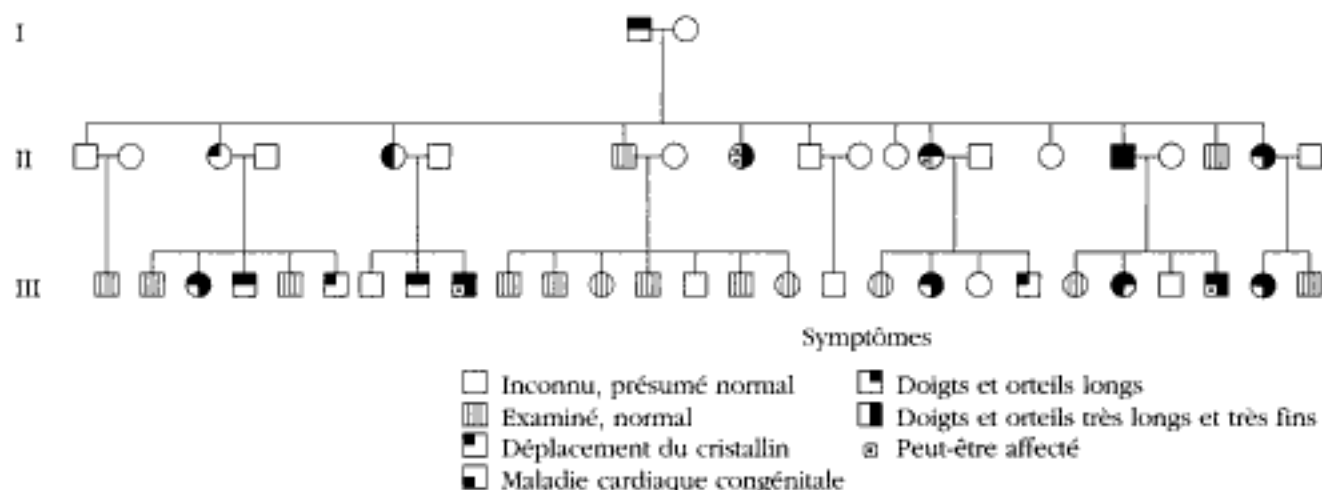 I
II
III
Symptômes
Inconnu, présumé normal
Examiné, normal
Déplacement du cristallin
Maladie cardiaque congénitale
Doigts et orteils longs
Doigts et orteils très longs et très fins
Peut-être affecté